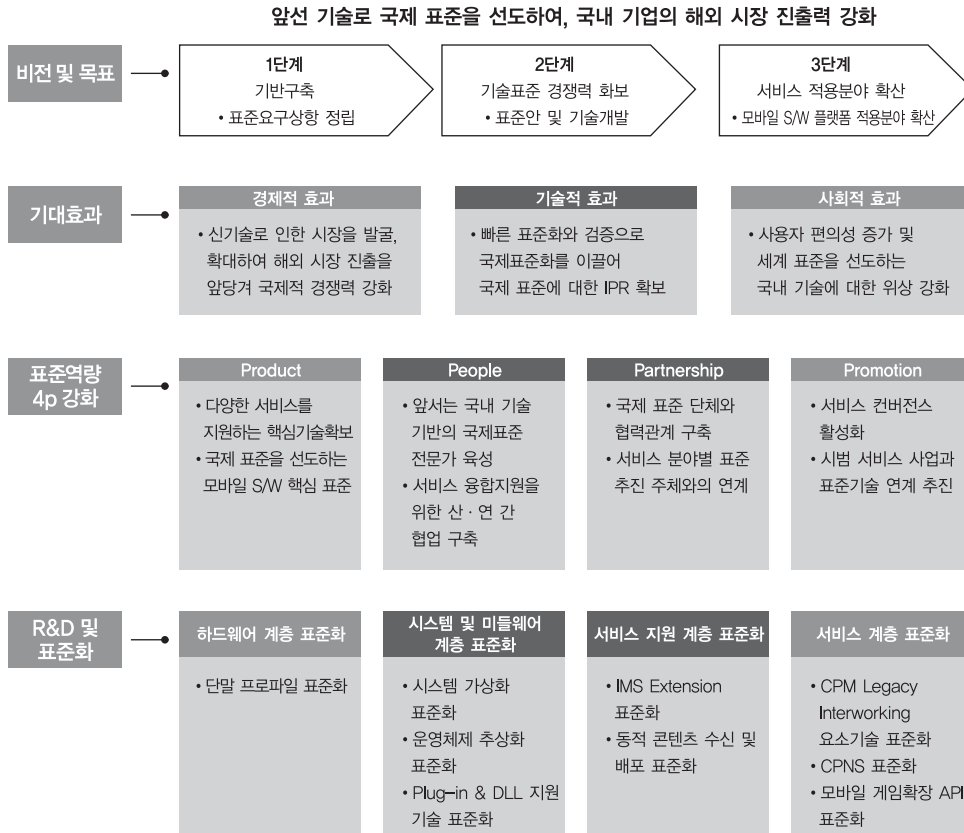 앞선 기술로 국제 표준을 선도하여, 국내 기업의 해외 시장 진출력 강화
비전 및 목표
1단계
기반구축
• 표준요구상항 정립
2단계
기술표준 경쟁력 화보
• 표준안 및 기술개발
3단계
서비스 적용분야 확산
• 모바일 S/W 플랫폼 적용분야 확산
기대효과
경제적 효과
• 신기술로 인한 시장을 발굴,
확대하여 해외 시장 진출을
앞당겨 국제적 경쟁력 강화
기술적 효과
• 빠른 표준화와 검증으로
국제표준화를 이끌어
국제 표준에 대한 IPR 확보
사회적 효과
• 사용자 편의성 증가 및
세계 표준을 선도하는
국내 기술에 대한 위상 강화
표준역량
4p 강화
Product
• 다양한 서비스를
지원하는 핵심기술확보
• 국제 표준을 선도하는
모바일 S/W 핵심 표준
People
• 앞서는 국내 기술
기반의 국제표준
전문가 육성
• 서비스 융합지원을
위한 산 · 연 간
협업 구축
Partnership
• 국제 표준 단체와
협력관계 구축
• 서비스 분야별 표준
추진 주체와의 연계
Promotion
• 서비스 컨버전스
활성화
• 시범 서비스 사업과
표준기술 연계 추진
R&D 및
표준화
하드웨어 계층 표준화
• 단말 프로파일 표준화
시스템 및 미들웨어
계층 표준화
• 시스템 가상화
표준화
• 운영체제 추상화
표준화
• Plug-in & DLL 지원
기술 표준화
서비스 지원 계층 표준화
• IMS Extension
표준화
• 동적 콘텐츠 수신 및
배포 표준화
서비스 계층 표준화
• CPM Legacy
Interworking
요소기술 표준화
• CPNS 표준화
• 모바일 게임확장 API
표준화